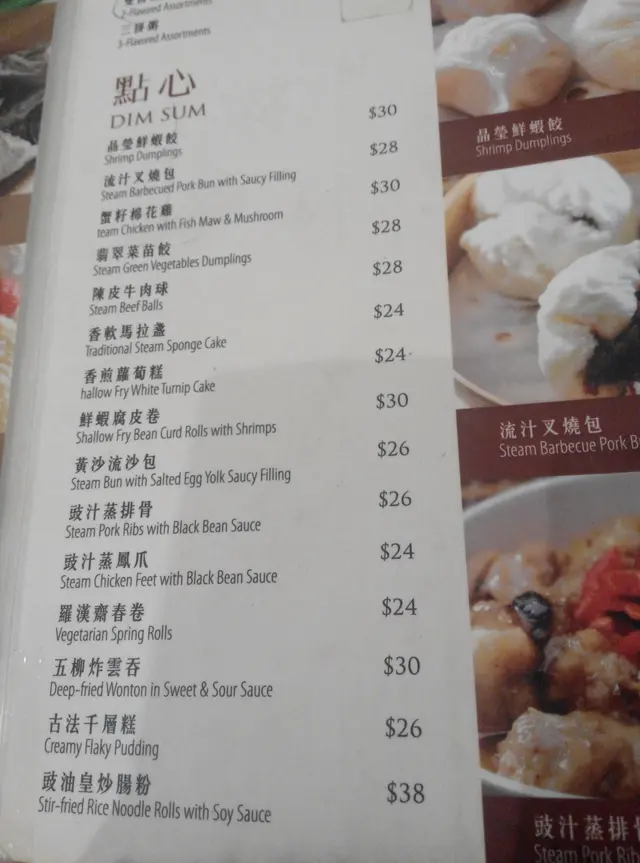 2-Flavored Assortments
三拼粥
3-Flavored Assortments
點心
DIM SUM
晶瑩鮮蝦餃 $30
Shrimp Dumplings
流汁叉燒包 $28
Steam Barbecued Pork Bun with Saucy Filling
蟹籽棉花雞 $30
team Chicken with Fish Maw & Mushroom
翡翠菜苗餃 $28
Steam Green Vegetables Dumplings
陳皮牛肉球 $28
Steam Beef Balls
香軟馬拉盞 $24
Traditional Steam Sponge Cake
香煎蘿蔔糕 $24
hallow Fry White Turnip Cake
鮮蝦腐皮卷 $30
Shallow Fry Bean Curd Rolls with Shrimps
黃沙流沙包 $26
Steam Bun with Salted Egg Yolk Saucy Filling
豉汁蒸排骨 $26
Steam Pork Ribs with Black Bean Sauce
豉汁蒸鳳爪 $24
Steam Chicken Feet with Black Bean Sauce
羅漢齋春卷 $24
Vegetarian Spring Rolls
五柳炸雲吞 $30
Deep-fried Wonton in Sweet & Sour Sauce
古法千層糕 $26
Creamy Flaky Pudding
豉油皇炒腸粉 $38
Stir-fried Rice Noodle Rolls with Soy Sauce
晶瑩鮮蝦餃
Shrimp Dumplings
流汁叉燒包
Steam Barbecue Pork B
豉汁蒸排
Steam Pork Rib